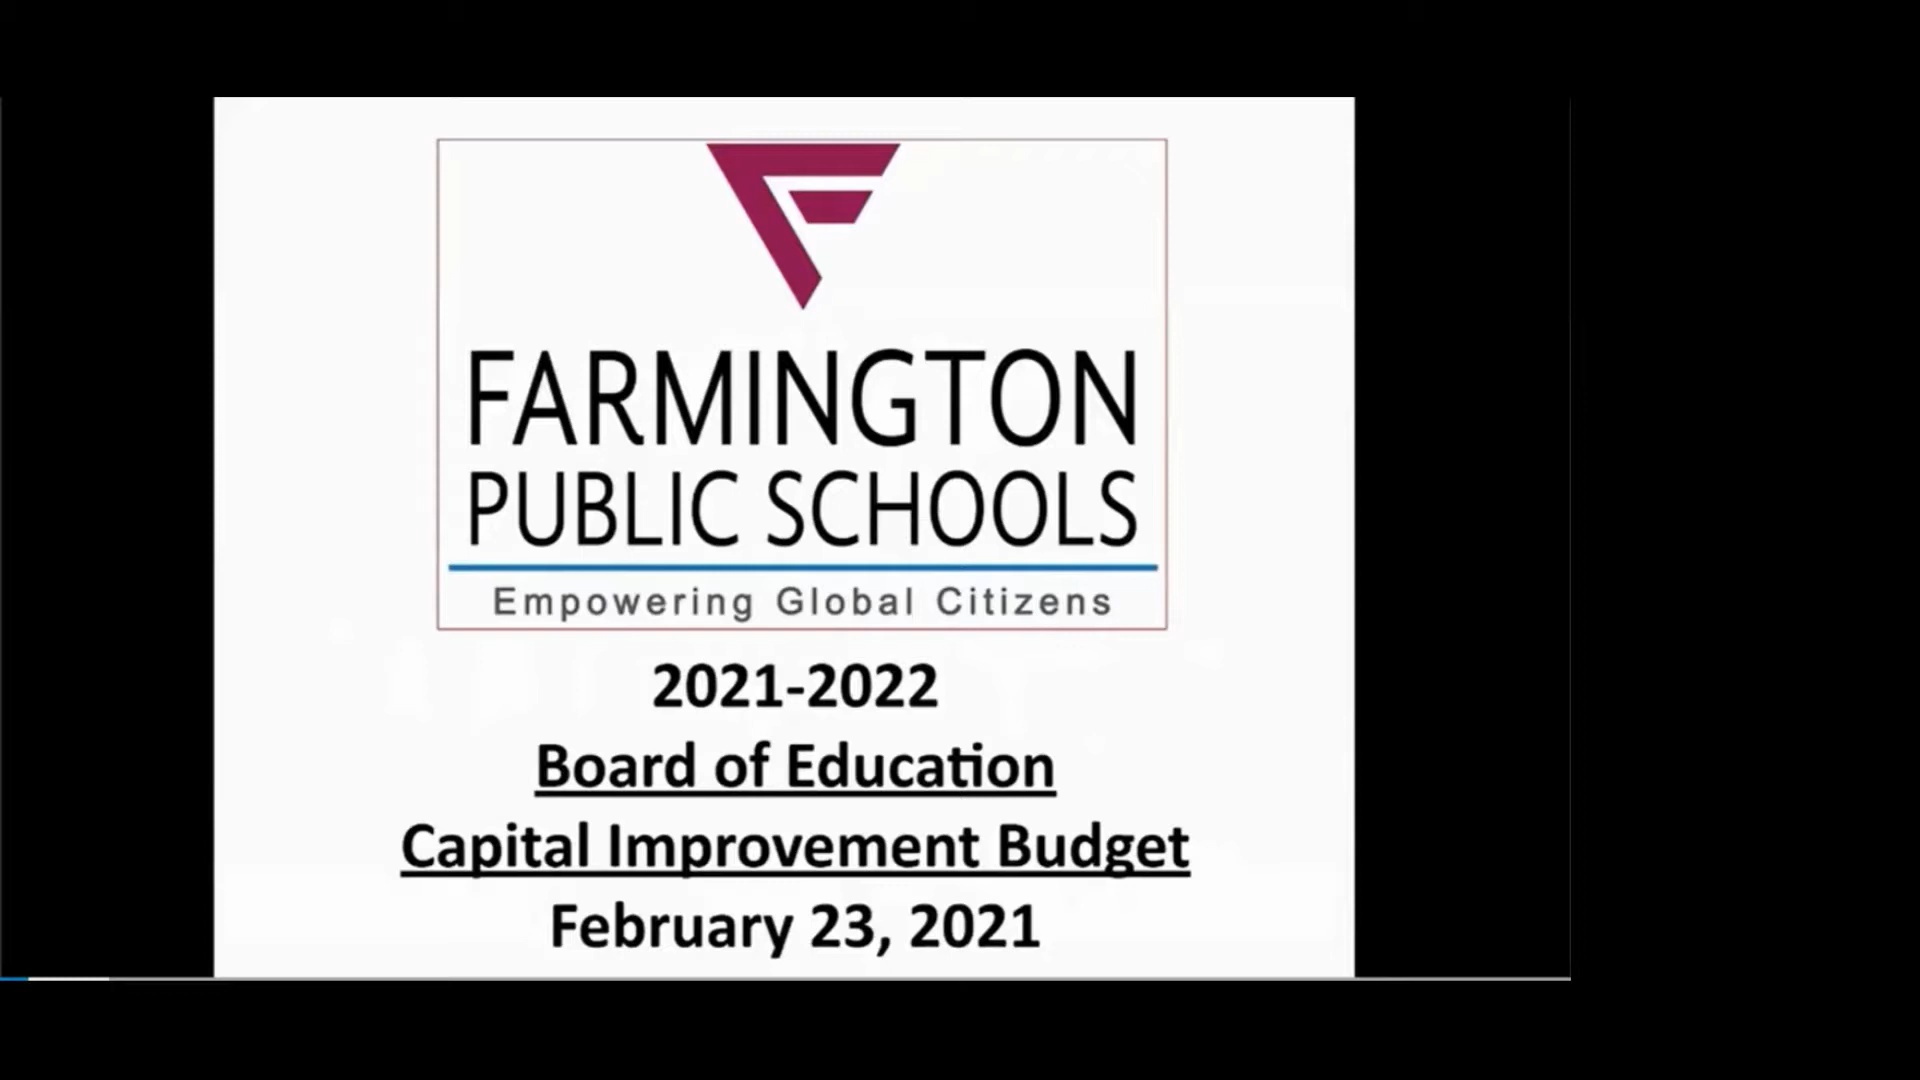 FARMINGTON
PUBLIC SCHOOLS
Empowering Global Citizens
2021-2022
Board of Education
Capital Improvement Budget
February 23, 2021